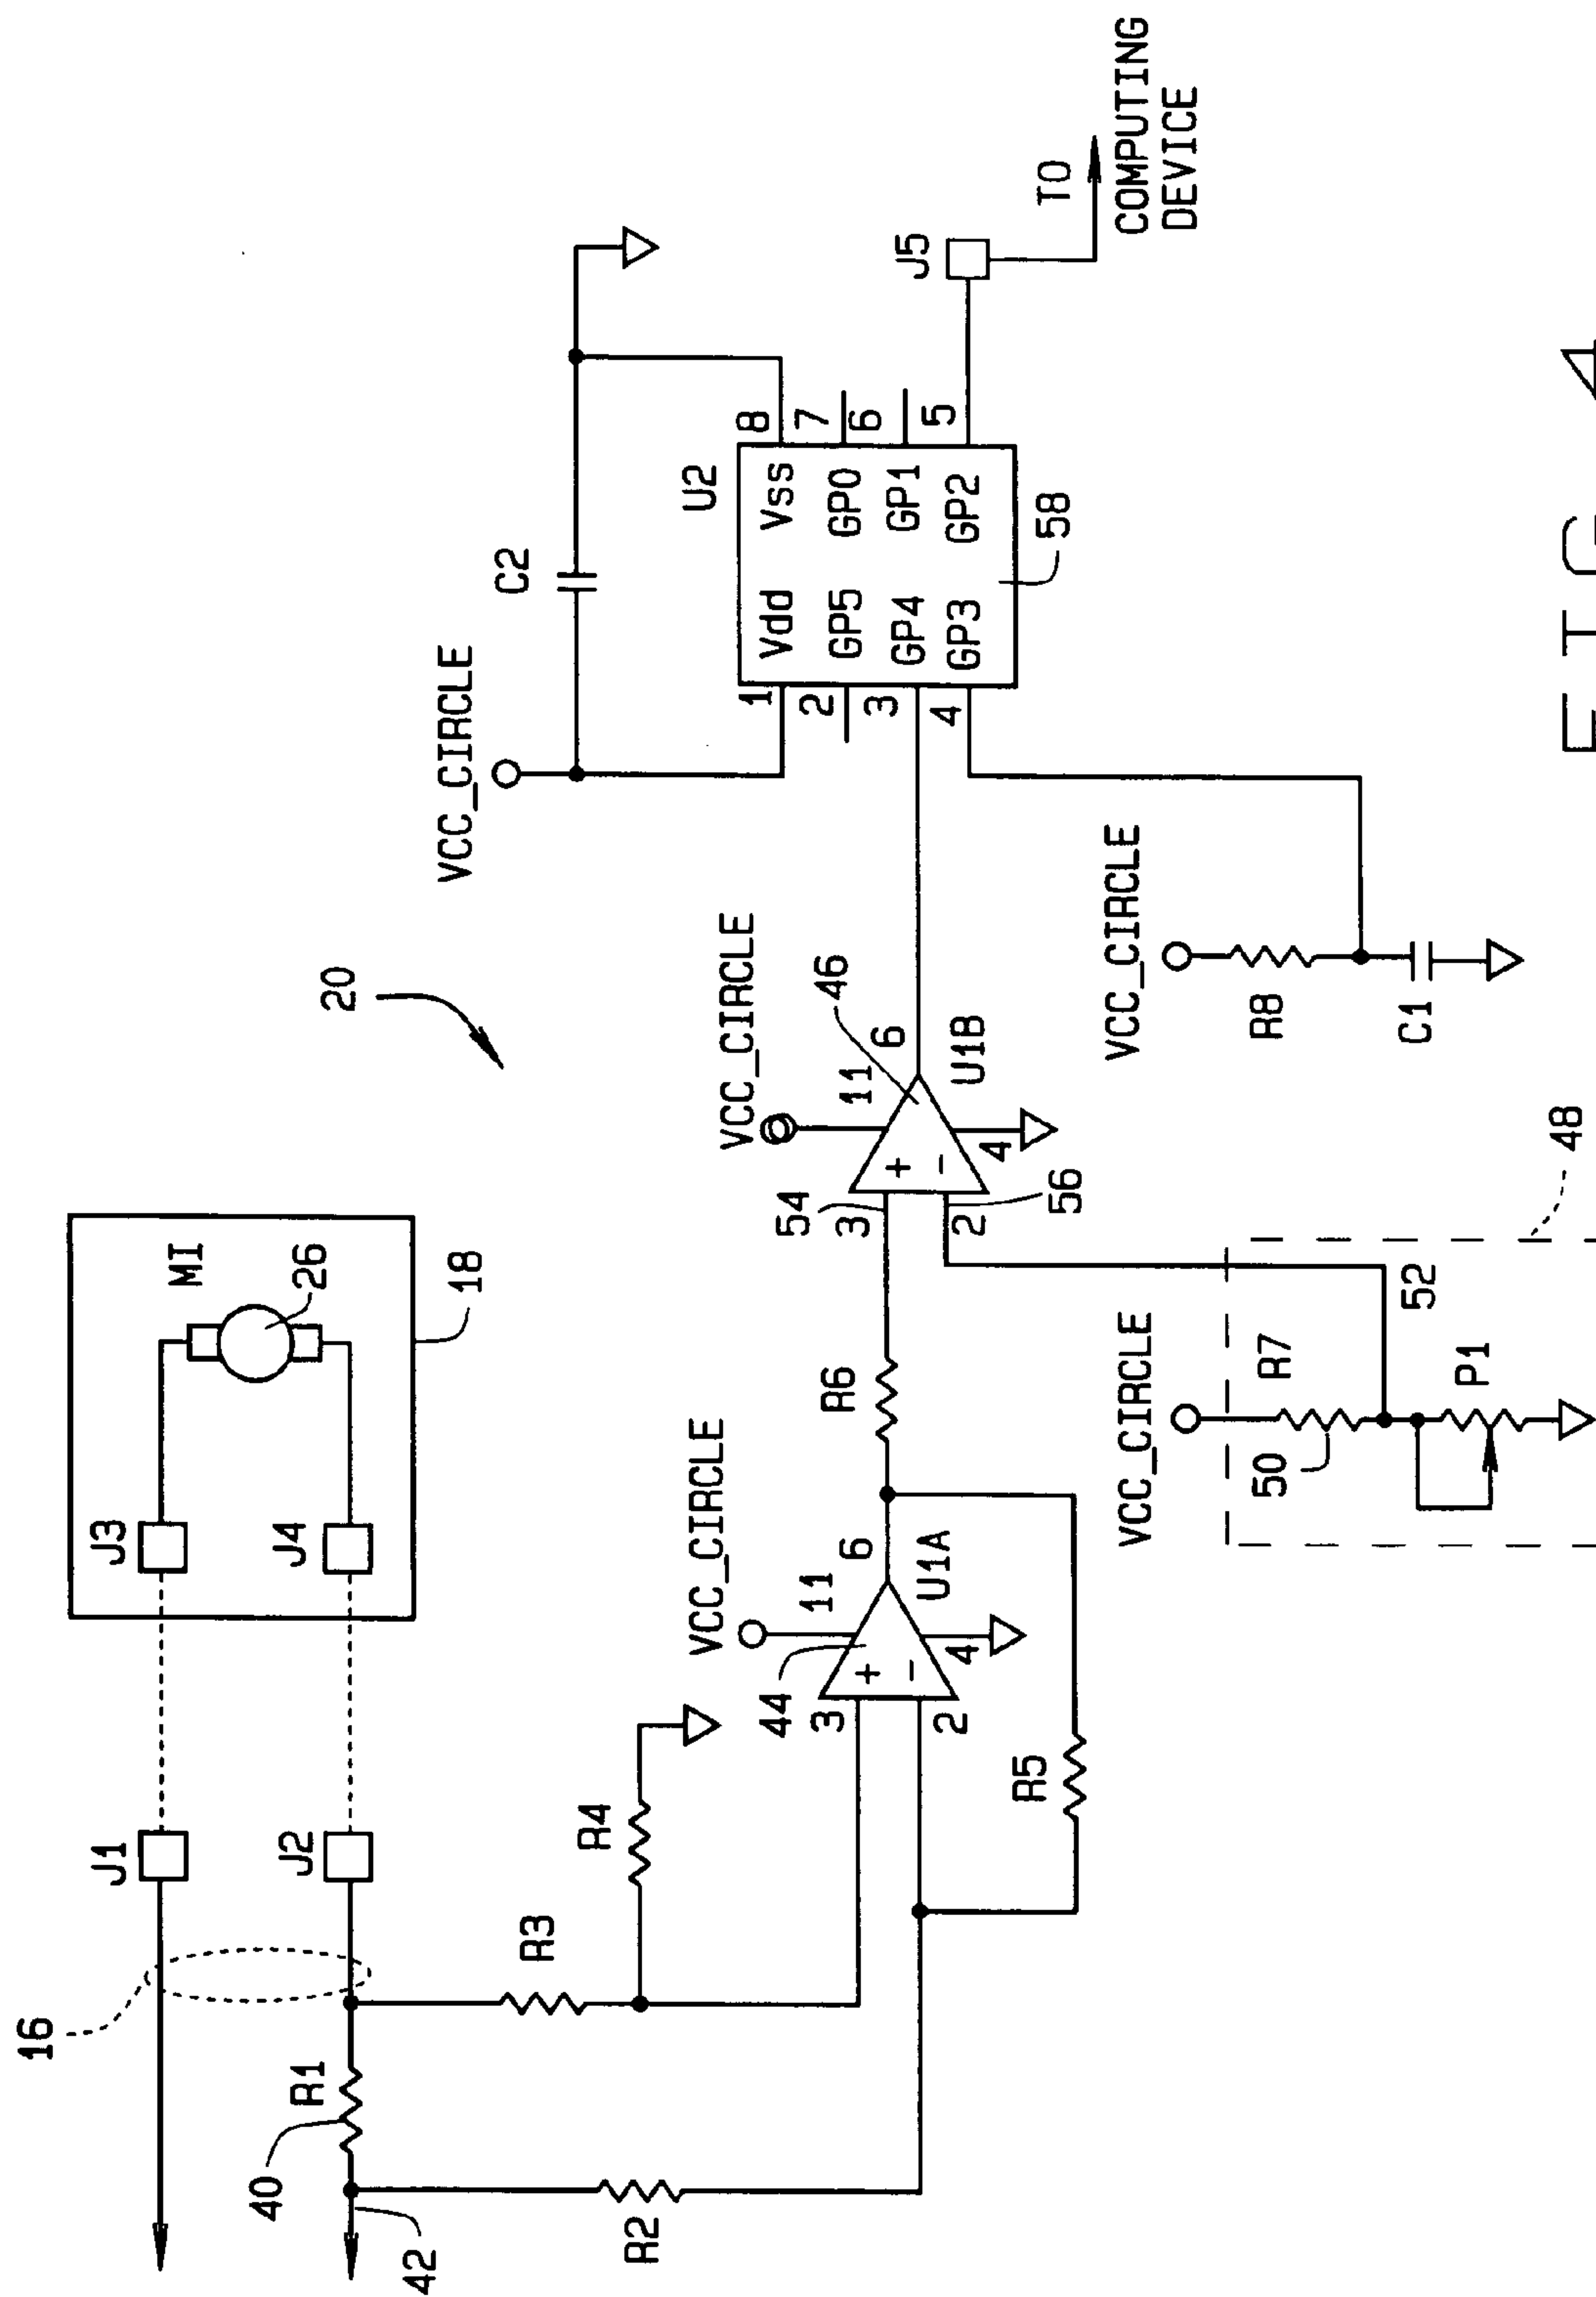 16
J1
J3
MI
26
18
J2
J4
40
R1
42
R2
R3
R4
20
VCC_CIRCLE
44
3
2
+
-
11
4
6
U1A
R5
R6
VCC_CIRCLE
54
3
2
56
+
-
11
4
6
46
U1B
VCC_CIRCLE
50
R7
52
P1
48
VCC_CIRCLE
R8
C1
VCC_CIRCLE
C2
U2
1
Vdd
Vss
8
2
GP5
GP0
7
3
GP4
GP1
6
4
GP3
GP2
5
58
J5
TO
COMPUTING
DEVICE